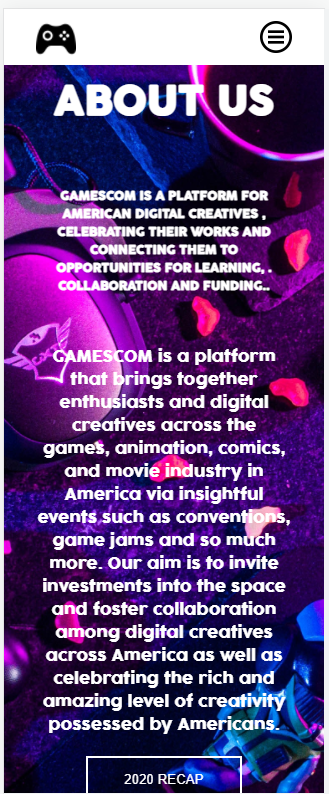 ABOUT US
GAMESCOM IS A PLATFORM FOR
AMERICAN DIGITAL CREATIVES ,
CELEBRATING THEIR WORKS AND
CONNECTING THEM TO
OPPORTUNITIES FOR LEARNING, .
COLLABORATION AND FUNDING..
GAMESCOM is a platform
that brings together
enthusiasts and digital
creatives across the
games, animation, comics,
and movie industry in
America via insightful
events such as conventions,
game jams and so much
more. Our aim is to invite
investments into the space
and foster collaboration
among digital creatives
across America as well as
celebrating the rich and
amazing level of creativity
possessed by Americans.
2020 RECAP